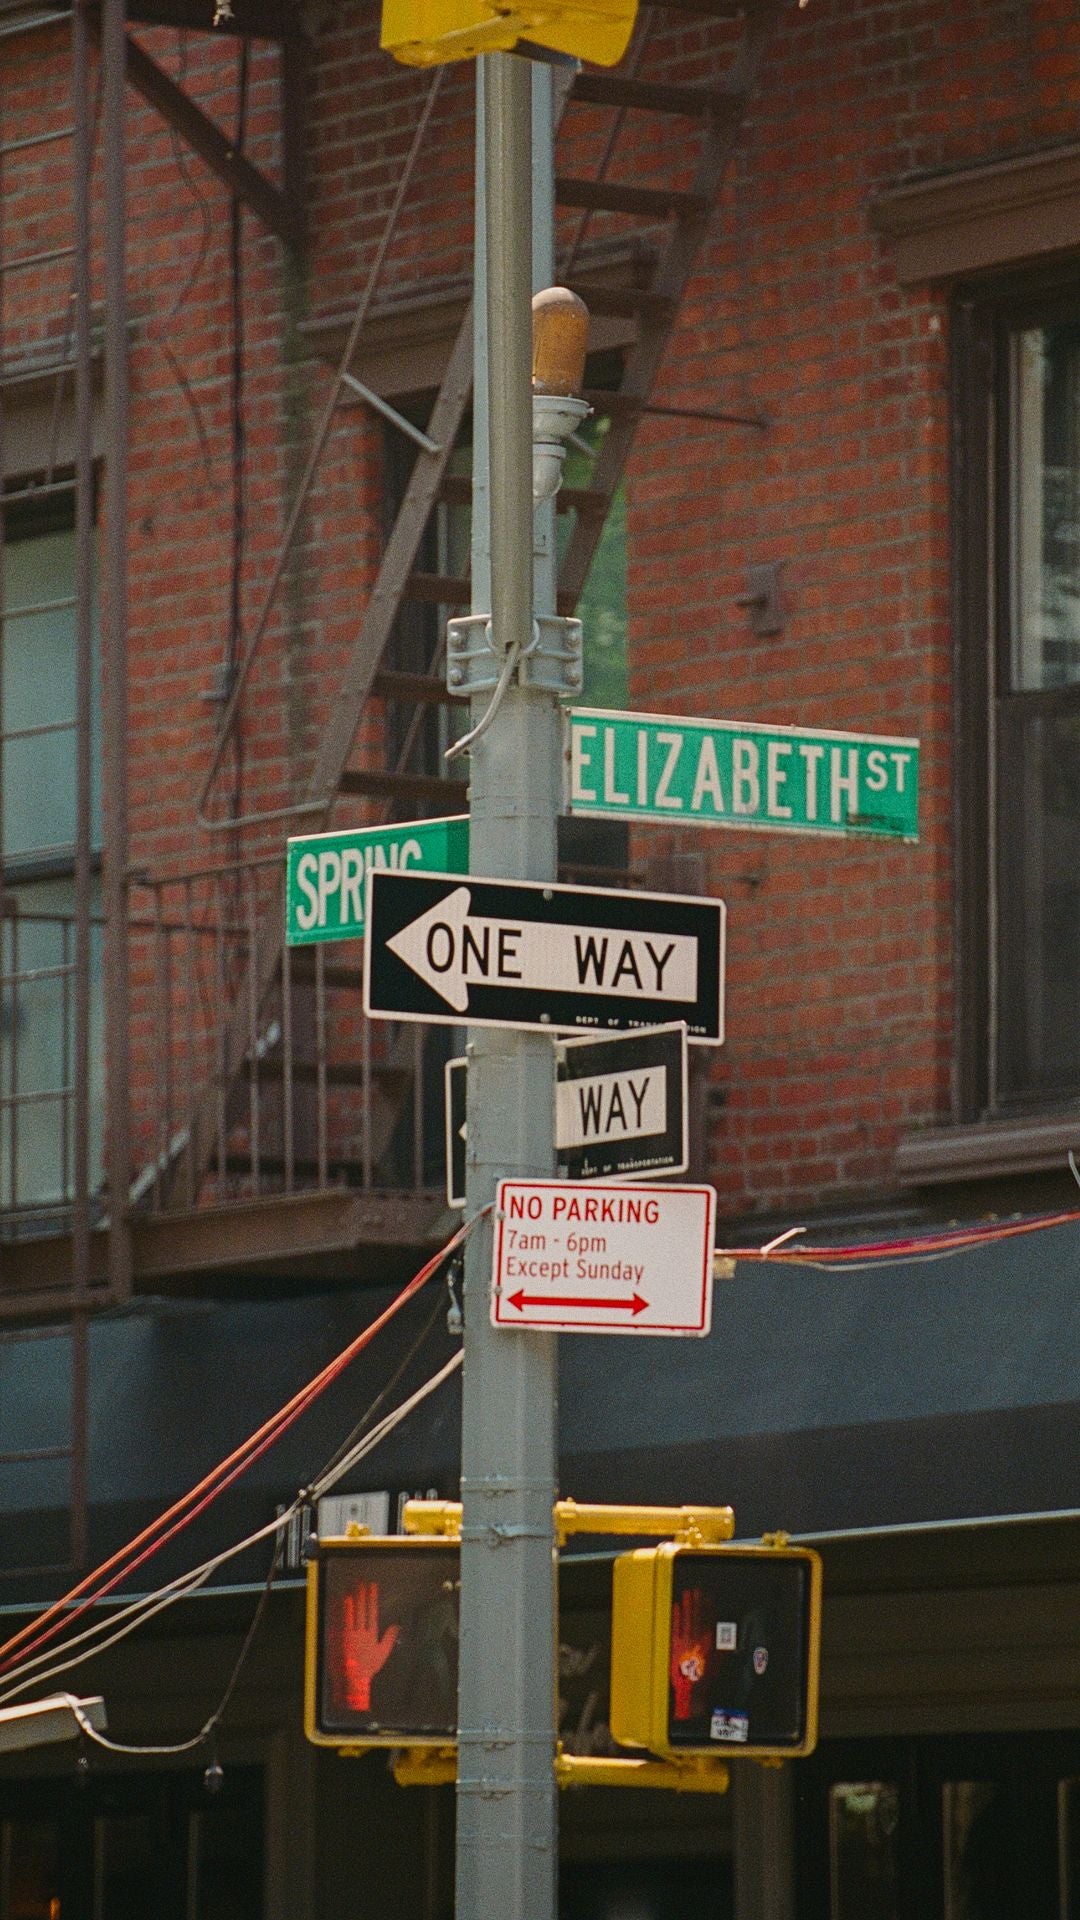 ELIZABETH ST
SPRING
ONE WAY
DEPT OF TRANSPORTATION
WAY
DEPT OF TRANSPORTATION
NO PARKING
7am - 6pm
Except Sunday